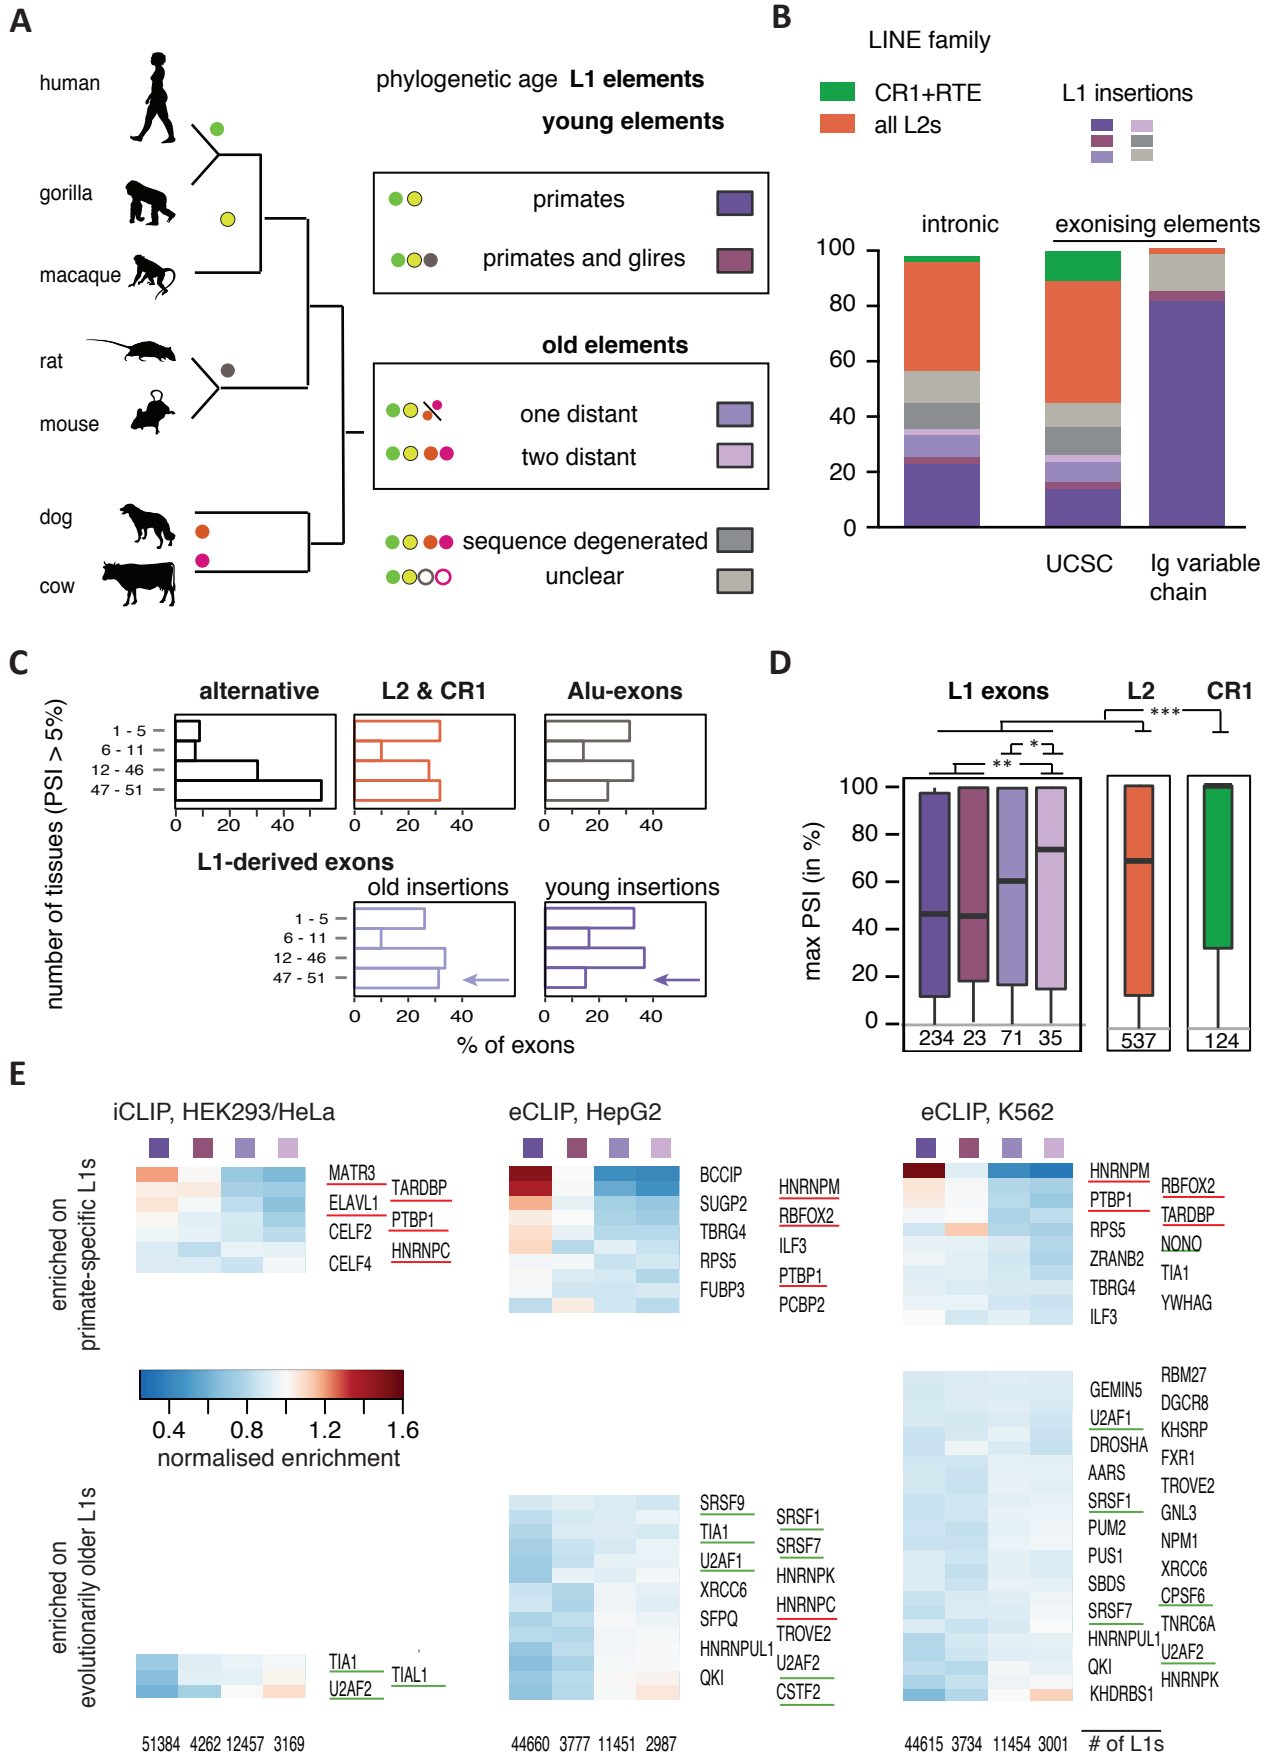 A
human
gorilla
macaque
rat
mouse
dog
cow
phylogenetic age L1 elements
young elements
primates
primates and glires
old elements
one distant
two distant
sequence degenerated
unclear
B
LINE family
CR1+RTE
all L2s
L1 insertions
intronic
exonising elements
100
80
60
40
20
0
UCSC
Ig variable
chain
C
number of tissues (PSI > 5%)
alternative
L2 & CR1
Alu-exons
1 - 5
6 - 11
12 - 46
47 - 51
0 20 40
0 20 40
0 20 40
L1-derived exons
old insertions
young insertions
1 - 5
6 - 11
12 - 46
47 - 51
0 20 40
0 20 40
% of exons
D
L1 exons
L2
CR1
***
*
**
max PSI (in %)
100
80
60
40
20
0
234 23 71 35
537
124
E
iCLIP, HEK293/HeLa
eCLIP, HepG2
eCLIP, K562
enriched on
primate-specific L1s
MATR3
TARDBP
ELAVL1
PTBP1
CELF2
HNRNPC
CELF4
BCCIP
HNRNPM
SUGP2
RBFOX2
TBRG4
ILF3
RPS5
PTBP1
FUBP3
PCBP2
HNRNPM
RBFOX2
PTBP1
TARDBP
RPS5
NONO
ZRANB2
TIA1
TBRG4
YWHAG
ILF3
0.4 0.8 1.2 1.6
normalised enrichment
enriched on
evolutionarily older L1s
TIA1
TIAL1
U2AF2
SRSF9
SRSF1
TIA1
SRSF7
U2AF1
HNRNPK
XRCC6
HNRNPC
SFPQ
TROVE2
HNRNPUL1
U2AF2
QKI
CSTF2
RBM27
GEMIN5
DGCR8
U2AF1
KHSRP
DROSHA
FXR1
AARS
TROVE2
SRSF1
GNL3
PUM2
NPM1
PUS1
XRCC6
SBDS
CPSF6
SRSF7
TNRC6A
HNRNPUL1
U2AF2
QKI
HNRNPK
KHDRBS1
51384 4262 12457 3169
44660 3777 11451 2987
44615 3734 11454 3001
# of L1s